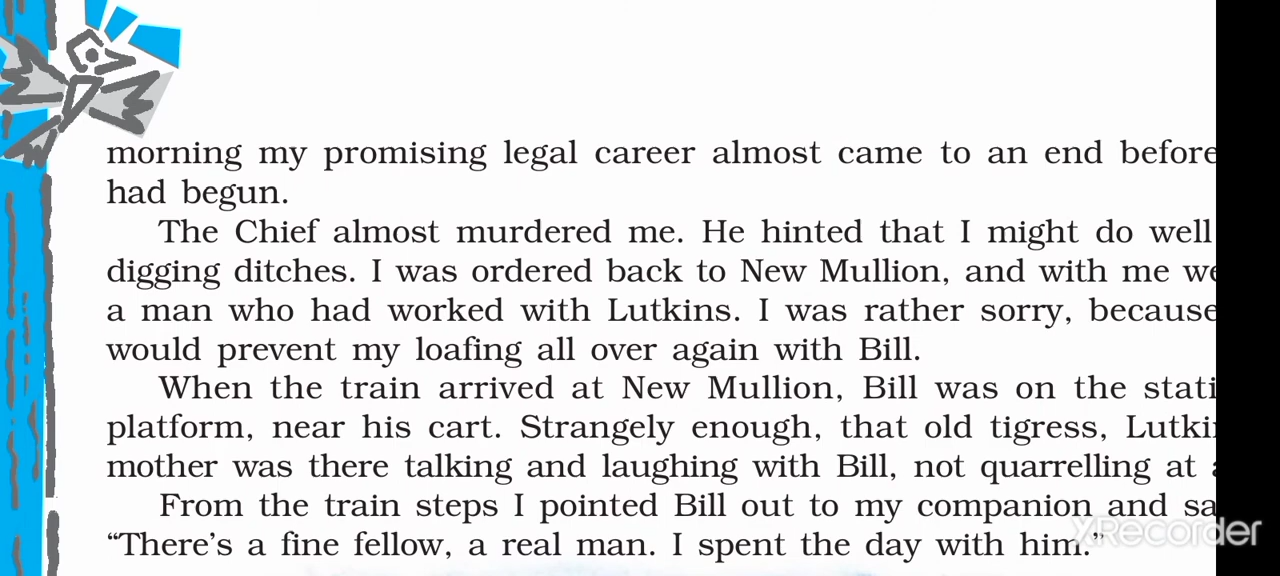 morning my promising legal career almost came to an end before
had begun.
The Chief almost murdered me. He hinted that I might do well
digging ditches. I was ordered back to New Mullion, and with me
a man who had worked with Lutkins. I was rather sorry, because
would prevent my loafing all over again with Bill.
When the train arrived at New Mullion, Bill was on the
platform, near his cart. Strangely enough, that old tigress,
mother was there talking and laughing with Bill, not quarrelling at
From the train steps I pointed Bill out to my companion and
“There’s a fine fellow, a real man. I spent the day with him.”
XRecorder